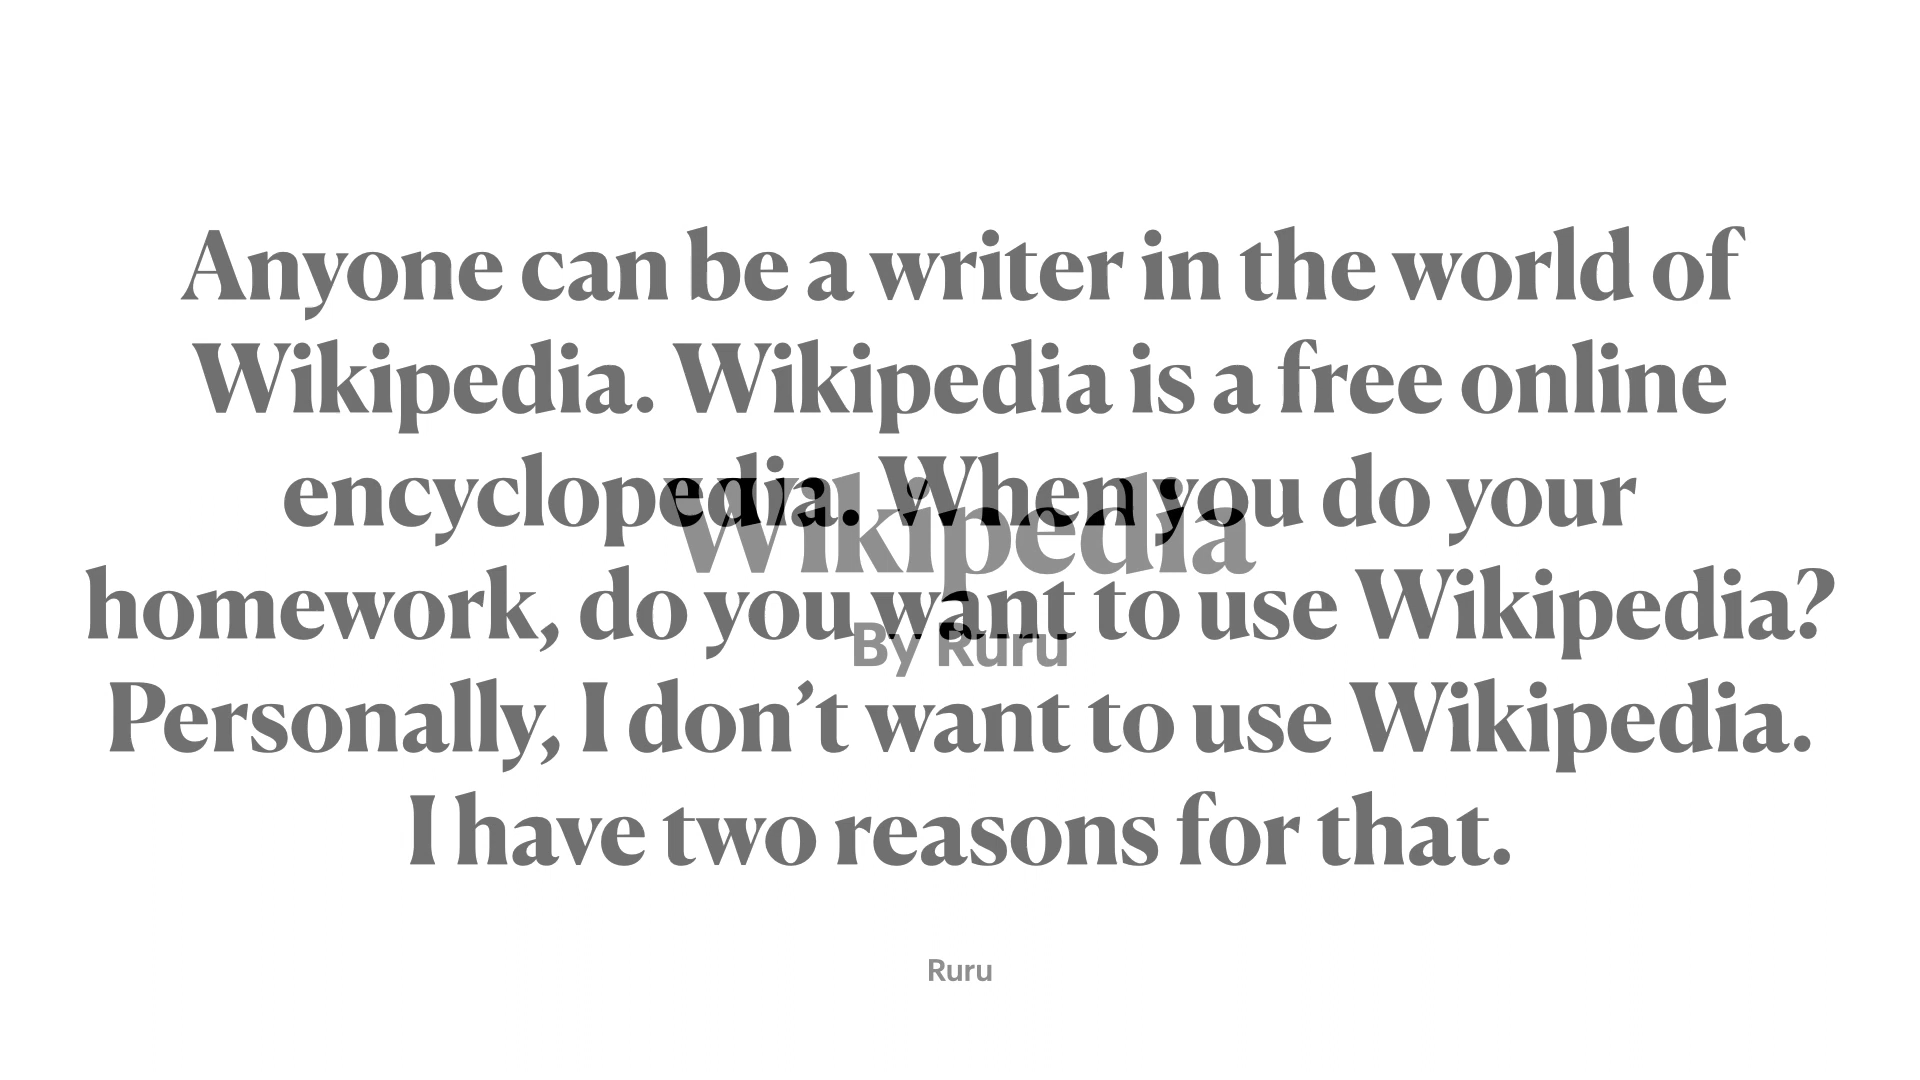 Anyone can be a writer in the world of
Wikipedia. Wikipedia is a free online
encyclopedia. When you do your
Wikipedia
homework, do you want to use Wikipedia?
By Ruru
Personally, I don’t want to use Wikipedia.
I have two reasons for that.
Ruru